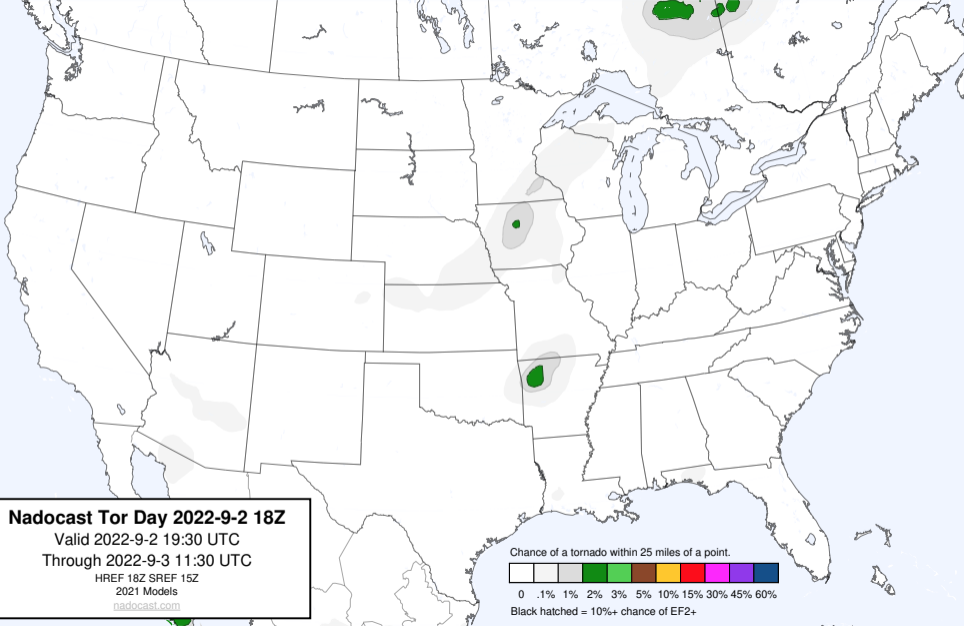 Nadocast Tor Day 2022-9-2 18Z
Valid 2022-9-2 19:30 UTC
Through 2022-9-3 11:30 UTC
HREF 18Z SREF 15Z
2021 Models
nadocast.com
Chance of a tornado within 25 miles of a point.
0 .1% 1% 2% 3% 5% 10% 15% 30% 45% 60%
Black hatched = 10%+ chance of EF2+